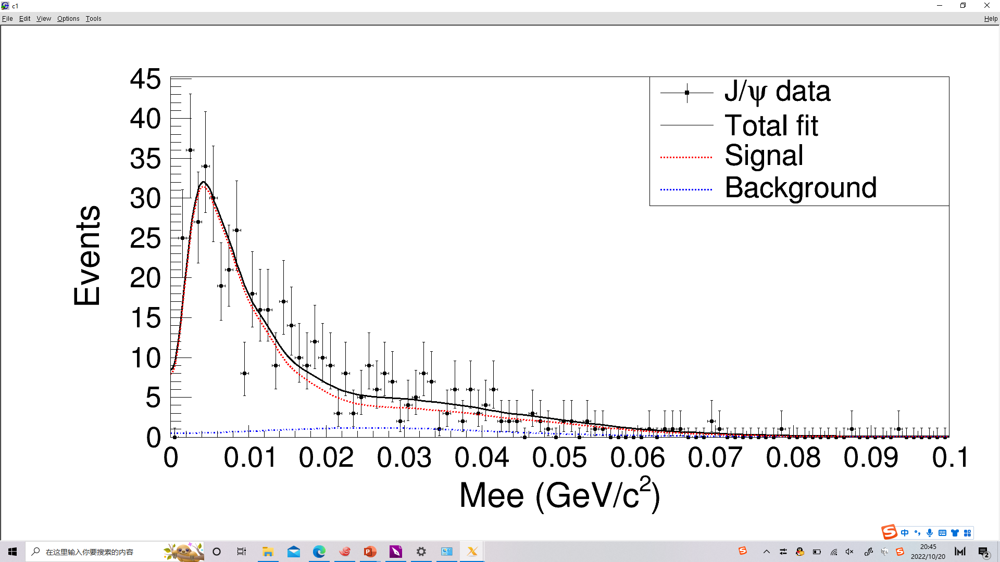 c1
File Edit View Options Tools Help
45
40
35
30
25
20
15
10
5
0
Events
J/ψ data
Total fit
Signal
Background
0 0.01 0.02 0.03 0.04 0.05 0.06 0.07 0.08 0.09 0.1
Mee (GeV/c²)
中
在这里输入你要搜索的内容
中
20:45
2022/10/20
2